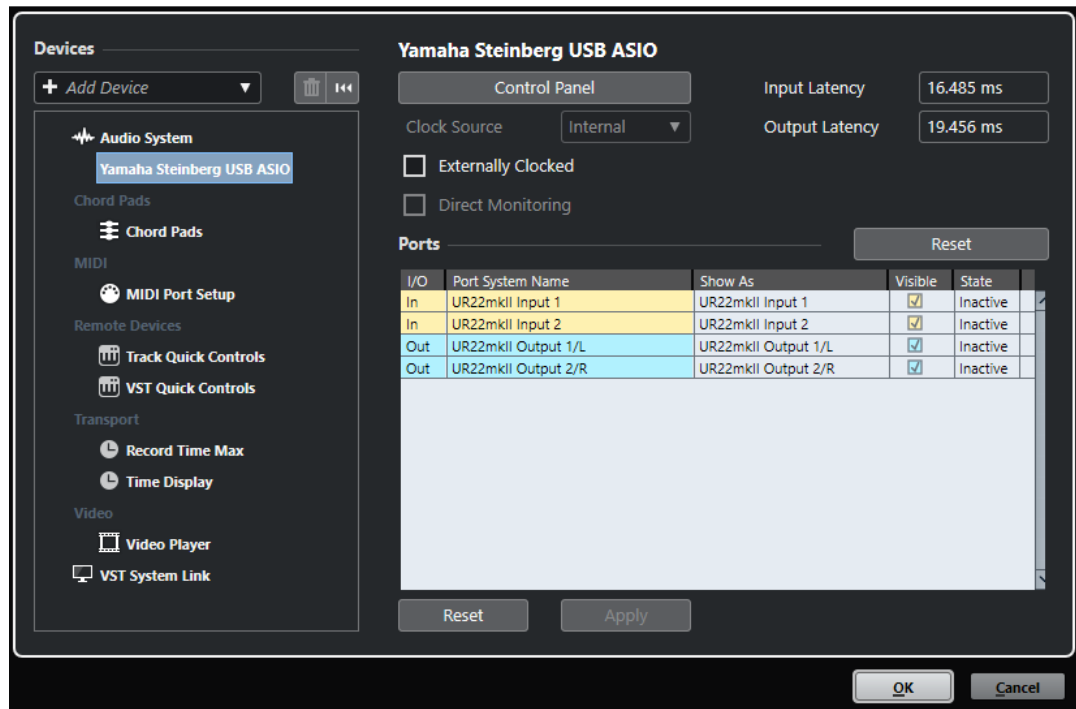 Devices
+ Add Device
Audio System
Yamaha Steinberg USB ASIO
Chord Pads
Chord Pads
MIDI
MIDI Port Setup
Remote Devices
Track Quick Controls
VST Quick Controls
Transport
Record Time Max
Time Display
Video
Video Player
VST System Link
Yamaha Steinberg USB ASIO
Control Panel Input Latency 16.485 ms
Clock Source Internal Output Latency 19.456 ms
Externally Clocked
Direct Monitoring
Ports Reset
I/O Port System Name Show As Visible State
In UR22mkII Input 1 UR22mkII Input 1 Inactive
In UR22mkII Input 2 UR22mkII Input 2 Inactive
Out UR22mkII Output 1/L UR22mkII Output 1/L Inactive
Out UR22mkII Output 2/R UR22mkII Output 2/R Inactive
Reset Apply
OK Cancel